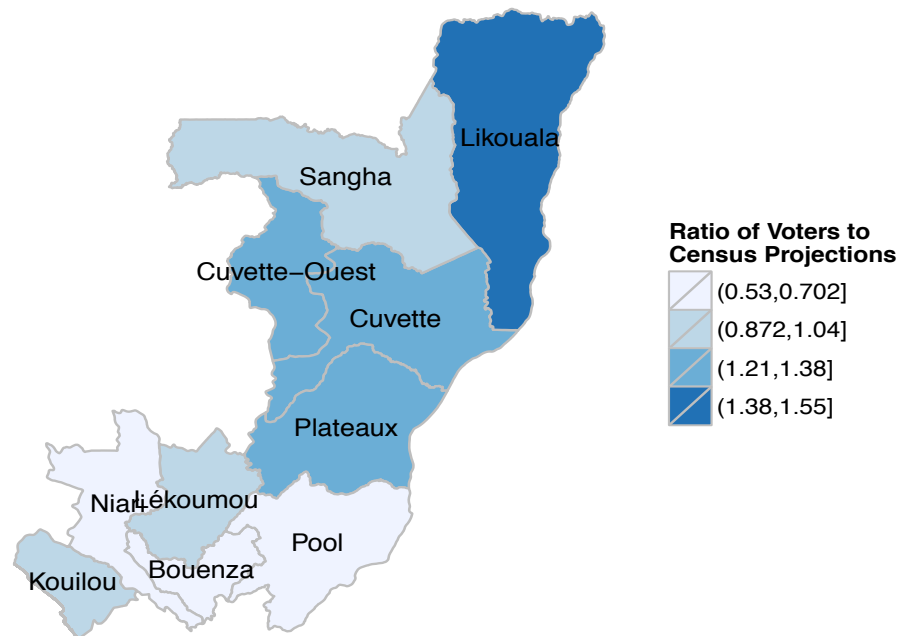 Likouala
Sangha
Cuvette−Ouest
Cuvette
Plateaux
Niari
Lékoumou
Pool
Bouenza
Kouilou
Ratio of Voters to
Census Projections
(0.53,0.702]
(0.872,1.04]
(1.21,1.38]
(1.38,1.55]